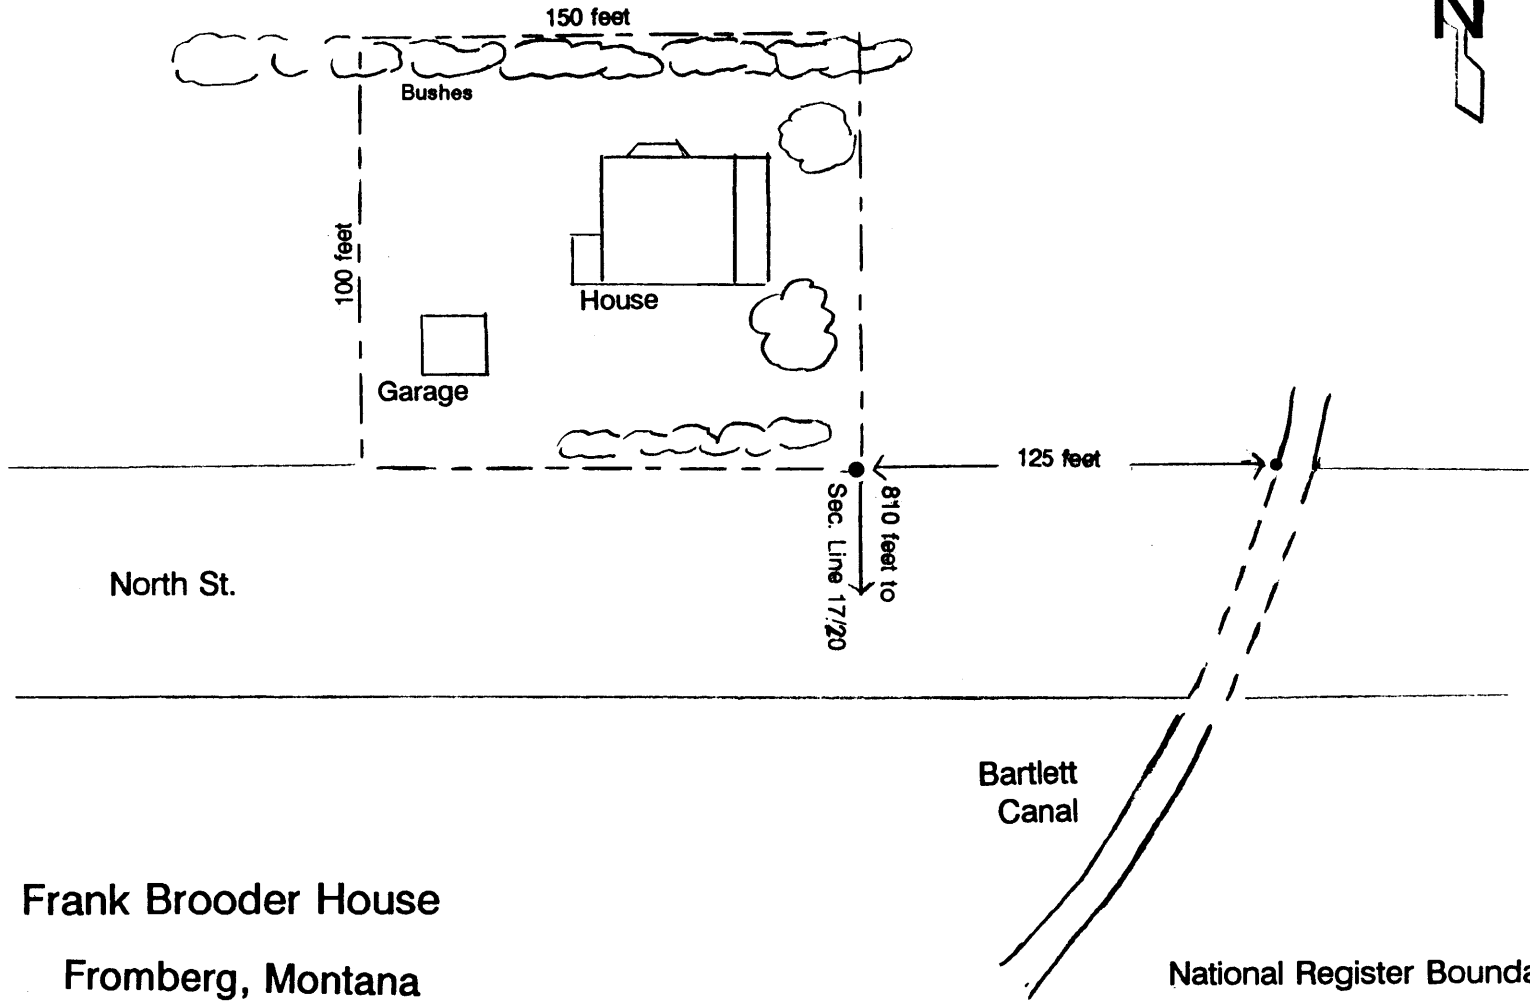 150 feet
N
Bushes
100 feet
House
Garage
125 feet
810 feet to
Sec. Line 17/20
North St.
Bartlett
Canal
Frank Brooder House
Fromberg, Montana
National Register Bounda